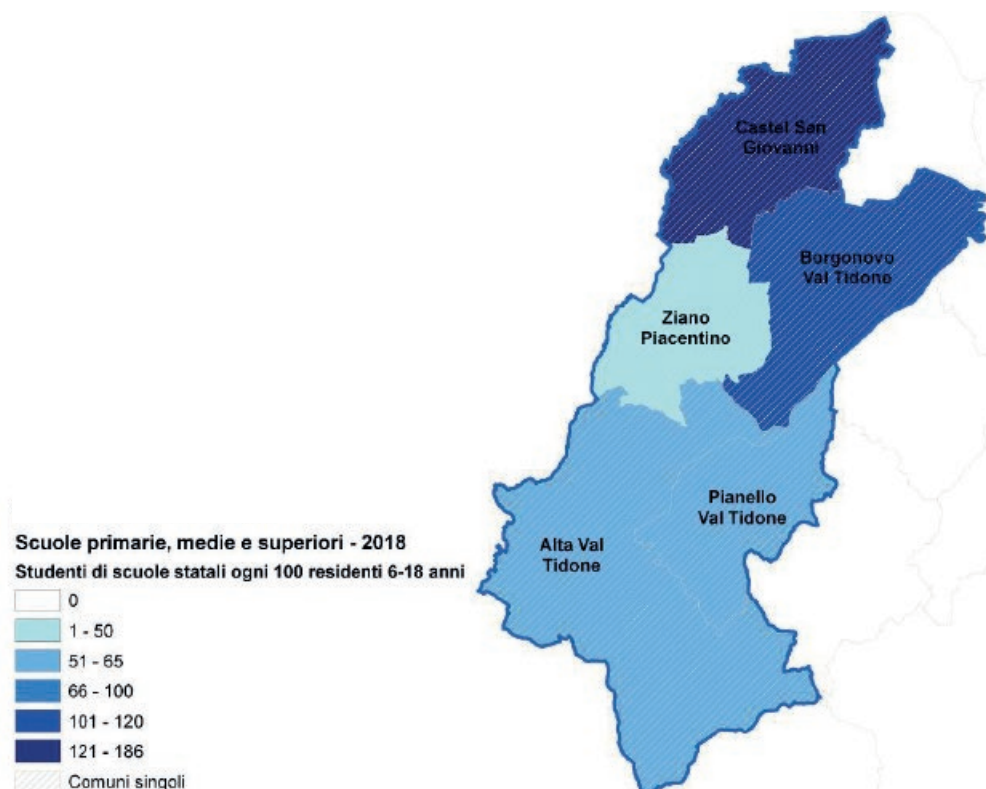 Castel San
Giovanni
Borgonovo
Val Tidone
Ziano
Piacentino
Pianello
Val Tidone
Alta Val
Tidone
Scuole primarie, medie e superiori - 2018
Studenti di scuole statali ogni 100 residenti 6-18 anni
0
1 - 50
51 - 65
66 - 100
101 - 120
121 - 186
Comuni singoli